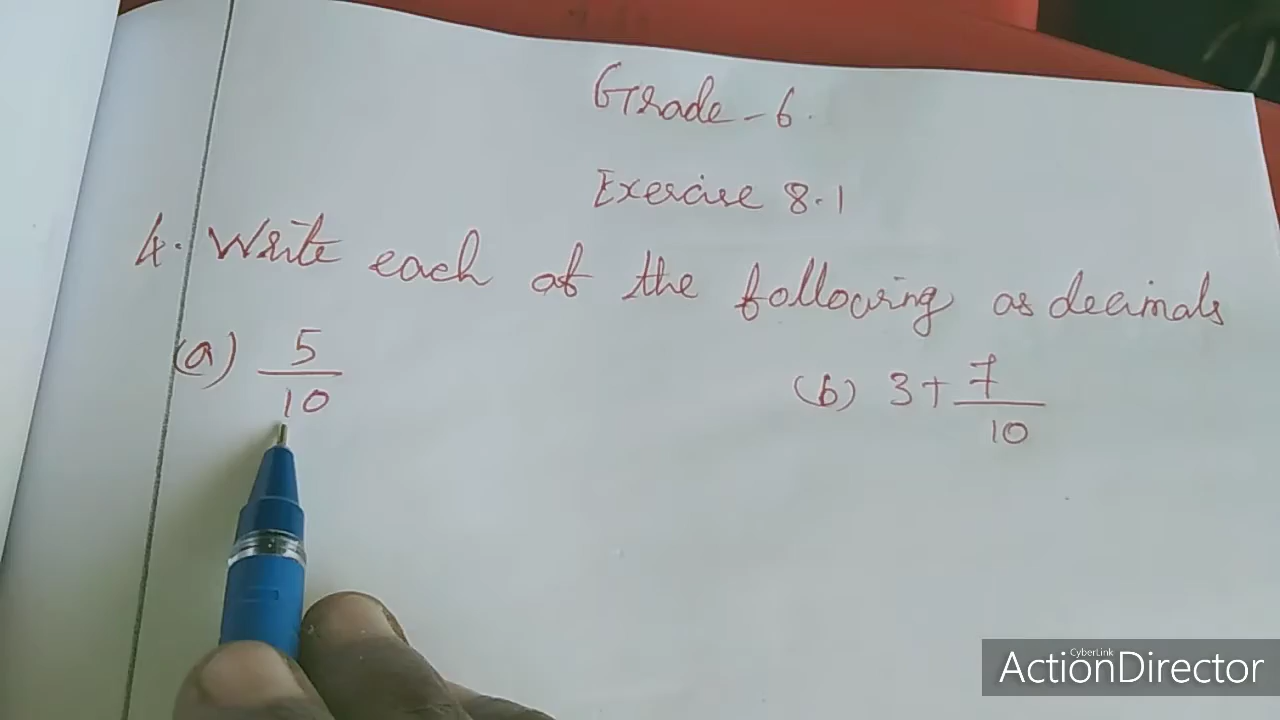 Grade - 6.
Exercise 8.1
4. Write each of the following as decimals
(a) 5/10 (b) 3 + 7/10
CyberLink
ActionDirector